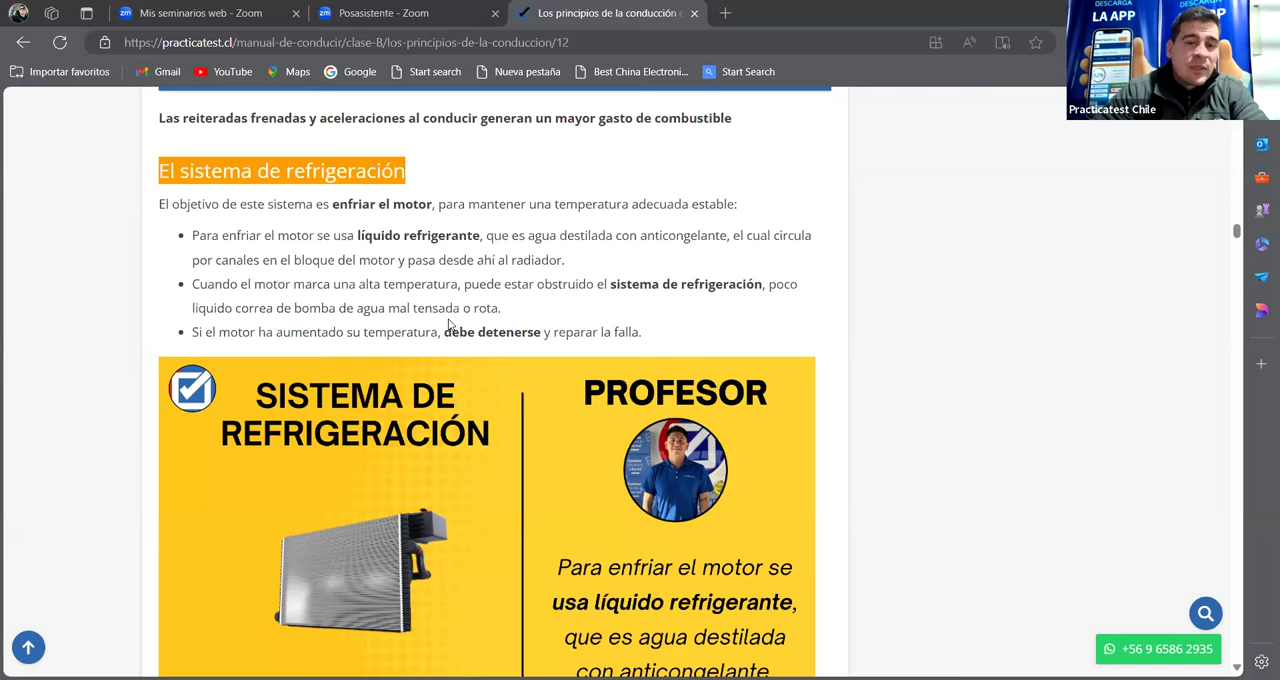 Mis seminarios web - Zoom
Posasistente - Zoom
Los principios de la conducción
https://practicatest.cl/manual-de-conducir/clase-B/los-principios-de-la-conduccion/12
Importar favoritos
Gmail
YouTube
Maps
Google
Start search
Nueva pestaña
Best China Electroni...
Start Search
DESCARGA
LA APP
DESCARGA
Practicatest Chile
Las reiteradas frenadas y aceleraciones al conducir generan un mayor gasto de combustible
El sistema de refrigeración
El objetivo de este sistema es enfriar el motor, para mantener una temperatura adecuada estable:
• Para enfriar el motor se usa líquido refrigerante, que es agua destilada con anticongelante, el cual circula
por canales en el bloque del motor y pasa desde ahí al radiador.
• Cuando el motor marca una alta temperatura, puede estar obstruido el sistema de refrigeración, poco
liquido correa de bomba de agua mal tensada o rota.
• Si el motor ha aumentado su temperatura, debe detenerse y reparar la falla.
SISTEMA DE
REFRIGERACIÓN
PROFESOR
Para enfriar el motor se
usa líquido refrigerante,
que es agua destilada
con anticongelante
+56 9 6586 2935